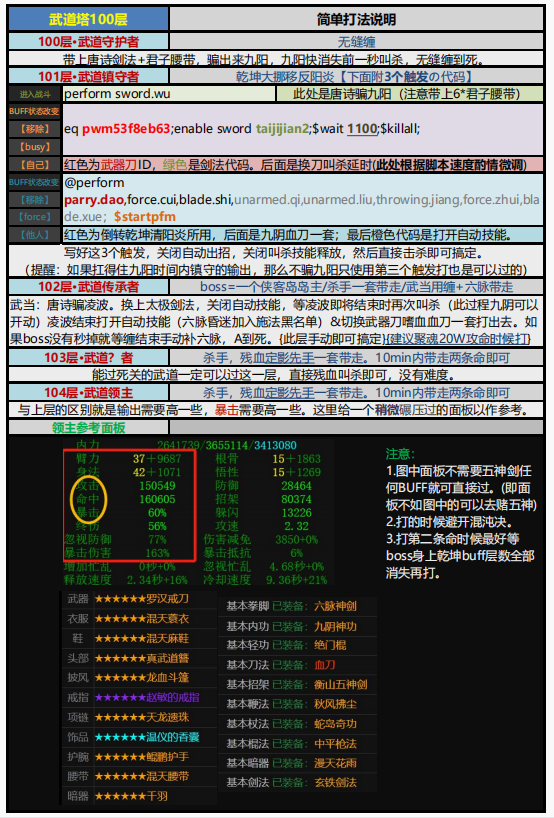 武道塔100层 简单打法说明
100层·武道守护者 无缝缠
带上唐诗剑法+君子腰带，骗出来九阳，九阳快消失前一秒叫杀，无缝缠到死。
101层·武道镇守者 乾坤大挪移反阳炎【下面附3个触发の代码】
进入战斗 perform sword.wu 此处是唐诗骗九阳（注意带上6*君子腰带）
BUFF状态改变
【移除】 eq pwm53f8eb63;enable sword taijijian2;$wait 1100;$killall;
【busy】
【自己】 红色为武器刀ID，绿色是剑法代码。后面是换刀叫杀延时(此处根据脚本速度酌情微调)
BUFF状态改变 @perform
【移除】 parry.dao,force.cui,blade.shi,unarmed.qi,unarmed.liu,throwing.jiang,force.zhui,bla
【force】 de.xue；$startpfm
【他人】 红色为倒转乾坤清阳炎所用，后面是九阴血刀一套；最后橙色代码是打开自动技能。
写好这3个触发，关闭自动出招，关闭叫杀技能释放，然后直接击杀即可搞定。
（提醒：如果扛得住九阳时间内镇守的输出，那么不骗九阳只使用第三个触发打也是可以过的）
102层·武道传承者 boss=一个侠客岛岛主/杀手一套带走/武当用缠+六脉带走
武当：唐诗骗凌波。换上太极剑法，关闭自动技能，等凌波即将结束时再次叫杀（此过程九阴可以
开动）凌波结束打开自动技能（六脉昏迷加入施法黑名单）&切换武器刀嗜血血刀一套打出去。如
果boss没有秒掉就等缠结束手动补六脉，A到死。{此层手动即可搞定}{建议聚魂20W攻命时候打}
103层·武道？者 杀手，残血定影先手一套带走。10min内带走两条命即可
能过死关的武道一定可以过这一层，直接残血叫杀即可，没有难度。
104层·武道领主 杀手，残血定影先手一套带走。10min内带走两条命即可
与上层的区别就是输出需要高一些，暴击需要高一些。这里给一个稍微碾压过的面板以作参考。
领主参考面板
内力 2641739/3655114/3413080
臂力 37+9687 根骨 15+1863
身法 42+1071 悟性 15+1269
攻击 150549 防御 28464
命中 160605 招架 80374
暴击 60% 躲闪 13226
终伤 56% 攻速 2.32
忽视防御 77% 伤害减免 3850+0%
暴击伤害 163% 暴击抵抗 6%
增加忙乱 0秒+0% 忽视忙乱 4.68秒+0%
释放速度 2.34秒+16% 冷却速度 9.36秒+21%
注意：
1.图中面板不需要五神剑任
何BUFF就可直接过。(即面
板不如图中的可以去赌五神)
2.打的时候避开混沌决。
3.打第二条命时候最好等
boss身上乾坤buff层数全部
消失再打。
武器 ★★★★★★罗汉戒刀
衣服 ★★★★★★混天蓑衣
鞋 ★★★★★★混天麻鞋
头部 ★★★★★★真武道簪
披风 ★★★★★★龙血斗篷
戒指 ★★★★★★赵敏的戒指
项链 ★★★★★★天龙速珠
饰品 ★★★★★★温仪的香囊
护腕 ★★★★★★鲲鹏护手
腰带 ★★★★★★混天腰带
暗器 ★★★★★★千羽
基本拳脚 已装备：六脉神剑
基本内功 已装备：九阴神功
基本轻功 已装备：绝门棍
基本刀法 已装备：血刀
基本招架 已装备：衡山五神剑
基本鞭法 已装备：秋风拂尘
基本杖法 已装备：蛇岛奇功
基本棍法 已装备：中平枪法
基本暗器 已装备：漫天花雨
基本剑法 已装备：玄铁剑法